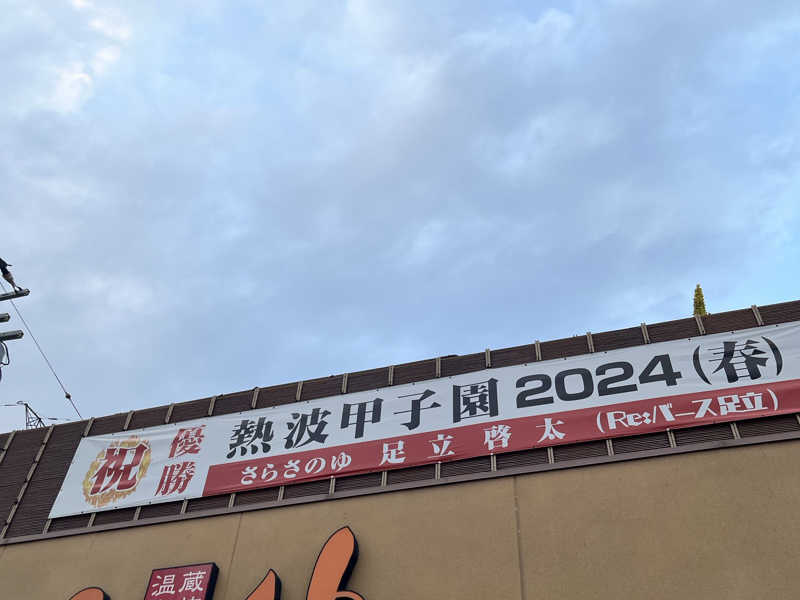 祝
優勝
熱波甲子園2024(春)
さらさのゆ 足立啓太 (Re:バース足立)
温蔵